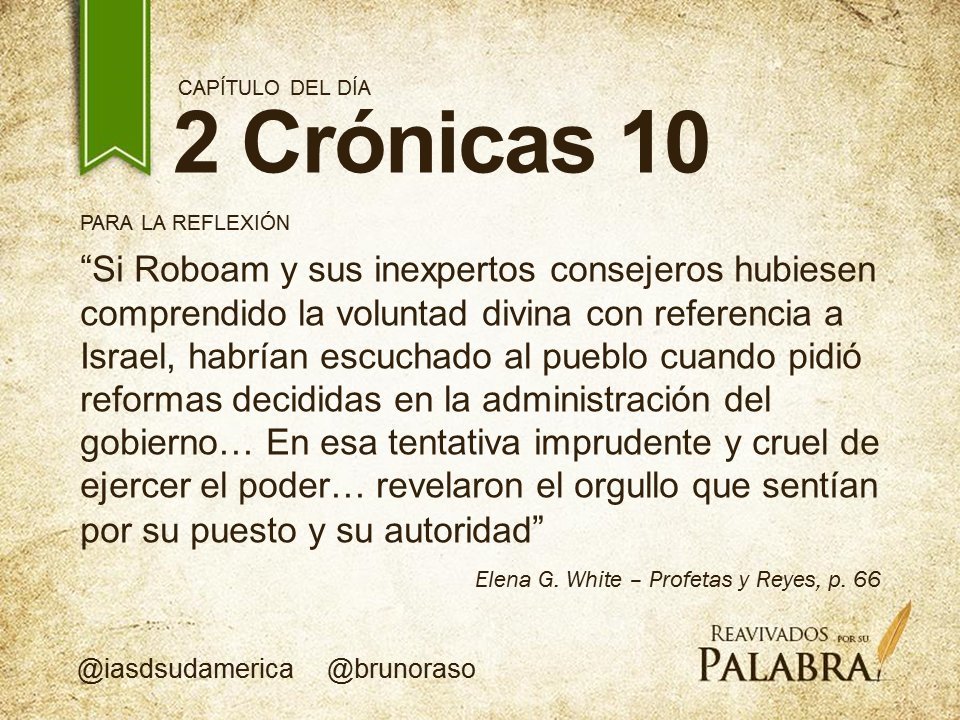 CAPÍTULO DEL DÍA
2 Crónicas 10
PARA LA REFLEXIÓN
“Si Roboam y sus inexpertos consejeros hubiesen
comprendido la voluntad divina con referencia a
Israel, habrían escuchado al pueblo cuando pidió
reformas decididas en la administración del
gobierno… En esa tentativa imprudente y cruel de
ejercer el poder… revelaron el orgullo que sentían
por su puesto y su autoridad”
Elena G. White – Profetas y Reyes, p. 66
@iasdsudamerica @brunoraso
REAVIVADOS POR SU
PALABRA